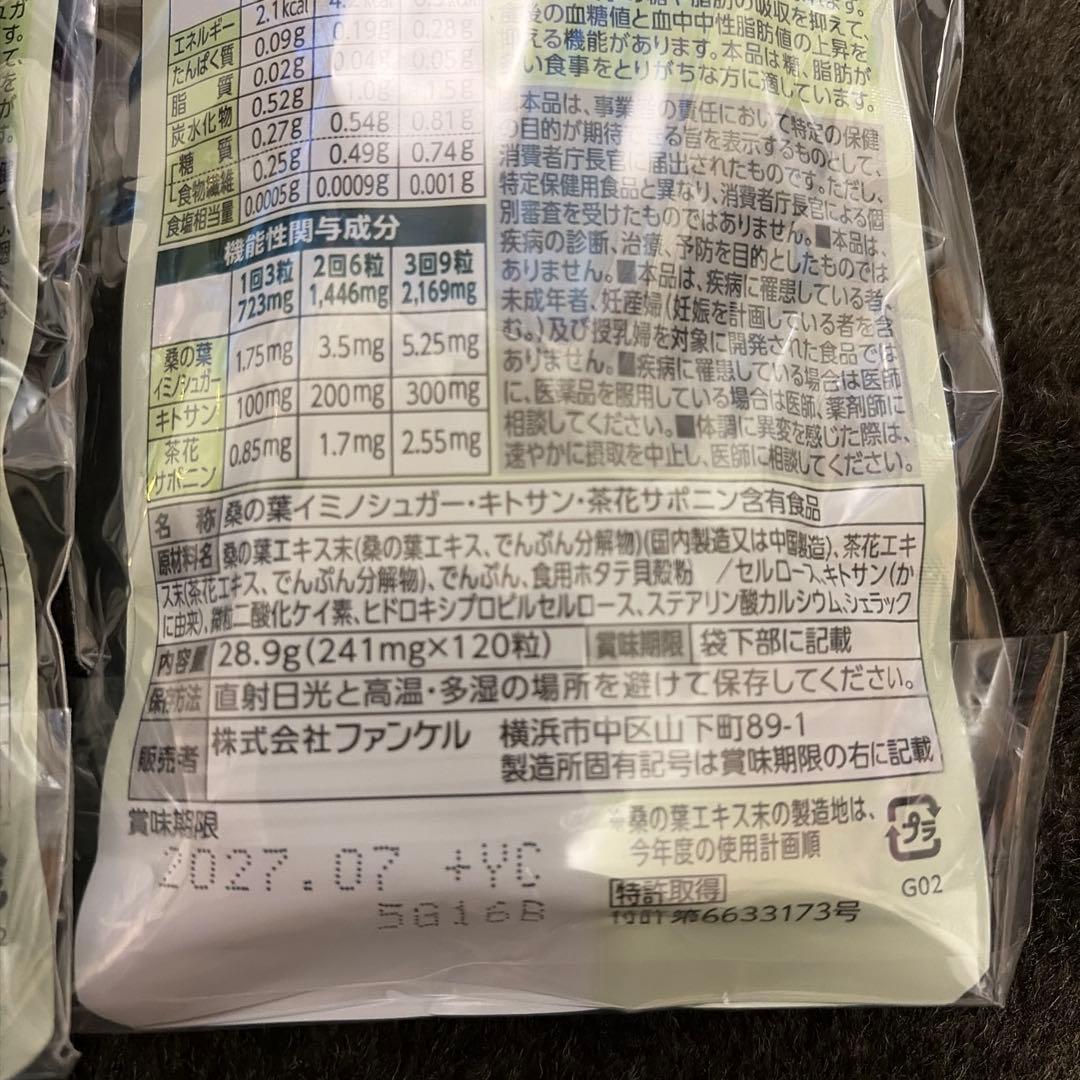 2.1kcal
エネルギー 0.09g 0.19g 0.28g
たんぱく質 0.02g 0.04g 0.05g
脂 質 0.52g 1.0g 1.5g
炭水化物 0.27g 0.54g 0.81g
糖 質 0.25g 0.49g 0.74g
食物繊維 0.0005g 0.0009g 0.001g
食塩相当量
機能性関与成分
1回3粒 2回6粒 3回9粒
723mg 1,446mg 2,169mg
桑の葉
イミノシュガー 1.75mg 3.5mg 5.25mg
キトサン 100mg 200mg 300mg
茶花
サポニン 0.85mg 1.7mg 2.55mg
脂肪の吸収を抑えて、
食後の血糖値と血中中性脂肪値の上昇を
抑える機能があります。本品は糖、脂肪が
多い食事をとりがちな方に適しています。
■本品は、事業者の責任において特定の保健
の目的が期待できる旨を表示するものとして、
消費者庁長官に届出されたものです。ただし、
特定保健用食品と異なり、消費者庁長官による個
別審査を受けたものではありません。■本品は、
疾病の診断、治療、予防を目的としたものでは
ありません。■本品は、疾病に罹患している者、
未成年者、妊産婦(妊娠を計画している者を含
む。)及び授乳婦を対象に開発された食品では
ありません。■疾病に罹患している場合は医師
に、医薬品を服用している場合は医師、薬剤師に
相談してください。■体調に異変を感じた際は、
速やかに摂取を中止し、医師に相談してください。
名 称 桑の葉イミノシュガー・キトサン・茶花サポニン含有食品
原材料名 桑の葉エキス末(桑の葉エキス、でんぷん分解物)(国内製造又は中国製造)、茶花エキ
ス末(茶花エキス、でんぷん分解物)、でんぷん、食用ホタテ貝殻粉 /セルロース、キトサン(か
に由来)、微粒二酸化ケイ素、ヒドロキシプロピルセルロース、ステアリン酸カルシウム、シェラック
内容量 28.9g(241mg×120粒) 賞味期限 袋下部に記載
保存方法 直射日光と高温・多湿の場所を避けて保存してください。
販売者 株式会社ファンケル 横浜市中区山下町89-1
製造所固有記号は賞味期限の右に記載
賞味期限
2027.07 +YC
5G16B
※桑の葉エキス末の製造地は、
今年度の使用計画順
特許取得
特許 第6633173号
プラ
G02